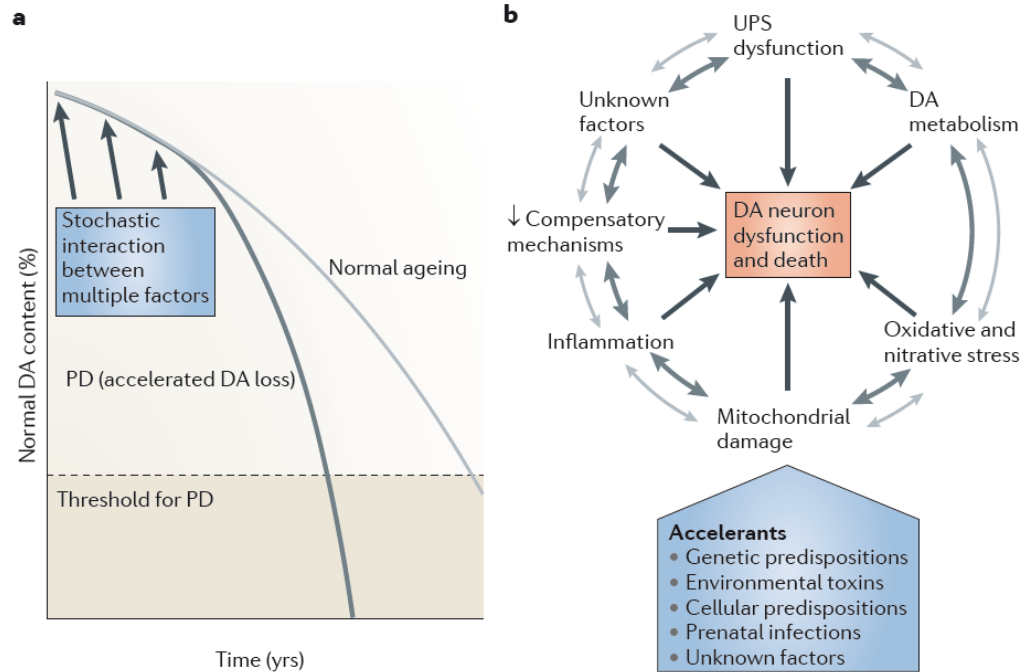 a
Normal DA content (%)
Stochastic
interaction
between
multiple factors
Normal ageing
PD (accelerated DA loss)
Threshold for PD
Time (yrs)
b
UPS
dysfunction
Unknown
factors
DA
metabolism
↓ Compensatory
mechanisms
DA neuron
dysfunction
and death
Inflammation
Oxidative and
nitrative stress
Mitochondrial
damage
Accelerants
• Genetic predispositions
• Environmental toxins
• Cellular predispositions
• Prenatal infections
• Unknown factors